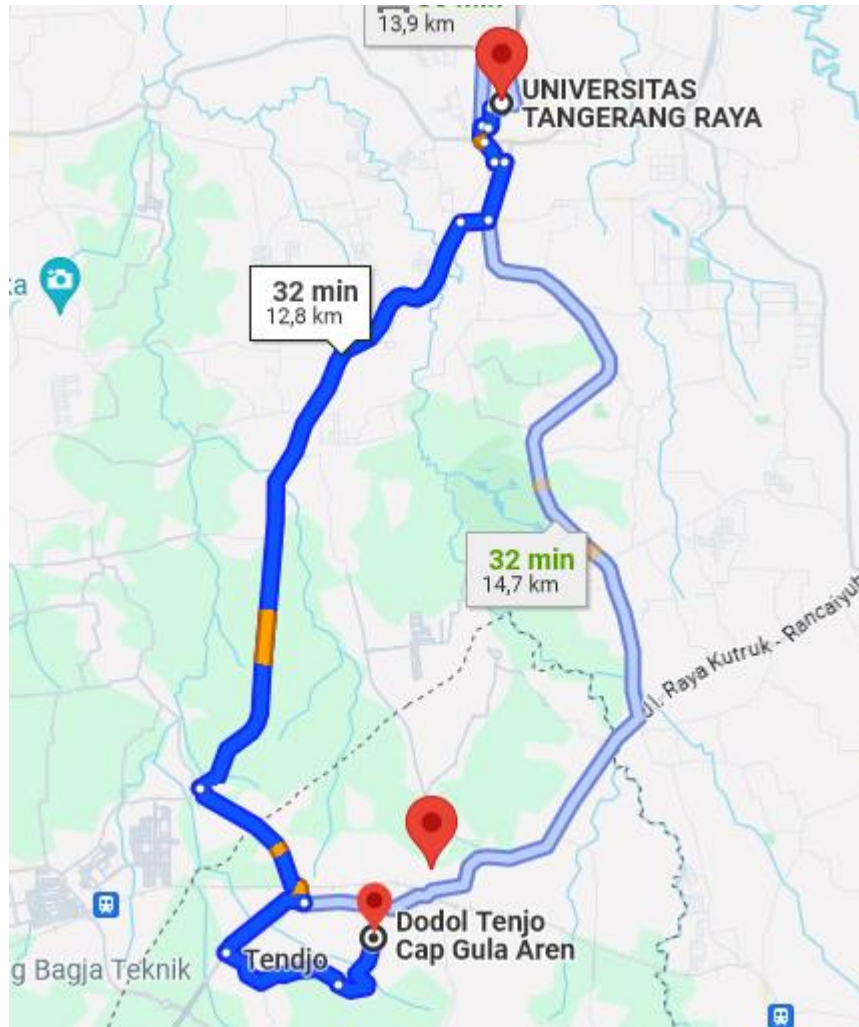 13,9 km
UNIVERSITAS
TANGERANG RAYA
32 min
12,8 km
32 min
14,7 km
Jl. Raya Kutruk - Rancaiyuh
Dodol Tenjo
Cap Gula Aren
Tendjo
g Bagja Teknik